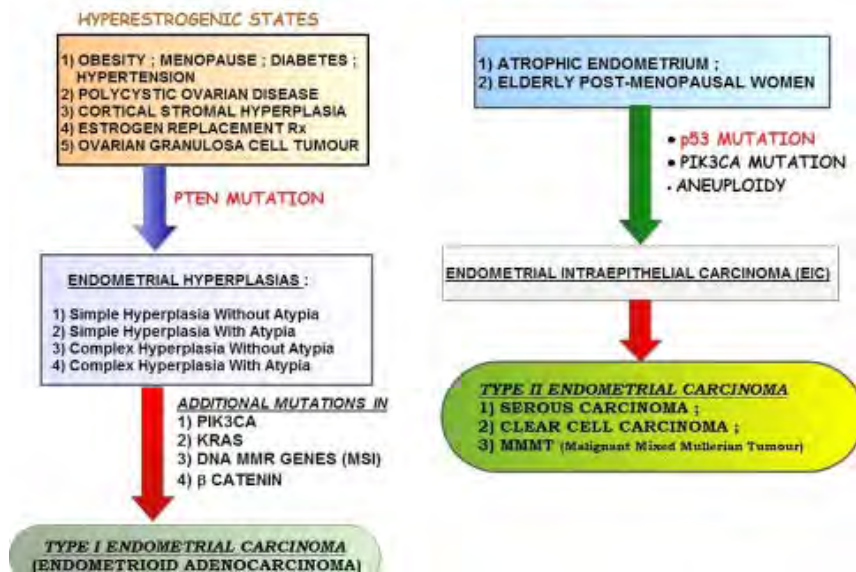 HYPERESTROGENIC STATES
1) OBESITY ; MENOPAUSE ; DIABETES ;
HYPERTENSION
2) POLYCYSTIC OVARIAN DISEASE
3) CORTICAL STROMAL HYPERPLASIA
4) ESTROGEN REPLACEMENT Rx
5) OVARIAN GRANULOSA CELL TUMOUR
PTEN MUTATION
ENDOMETRIAL HYPERPLASIAS :
1) Simple Hyperplasia Without Atypia
2) Simple Hyperplasia With Atypia
3) Complex Hyperplasia Without Atypia
4) Complex Hyperplasia With Atypia
ADDITIONAL MUTATIONS IN
1) PIK3CA
2) KRAS
3) DNA MMR GENES (MSI)
4) β CATENIN
TYPE I ENDOMETRIAL CARCINOMA
(ENDOMETRIOID ADENOCARCINOMA)
1) ATROPHIC ENDOMETRIUM ;
2) ELDERLY POST-MENOPAUSAL WOMEN
• p53 MUTATION
• PIK3CA MUTATION
• ANEUPLOIDY
ENDOMETRIAL INTRAEPITHELIAL CARCINOMA (EIC)
TYPE II ENDOMETRIAL CARCINOMA
1) SEROUS CARCINOMA ;
2) CLEAR CELL CARCINOMA ;
3) MMMT (Malignant Mixed Mullerian Tumour)